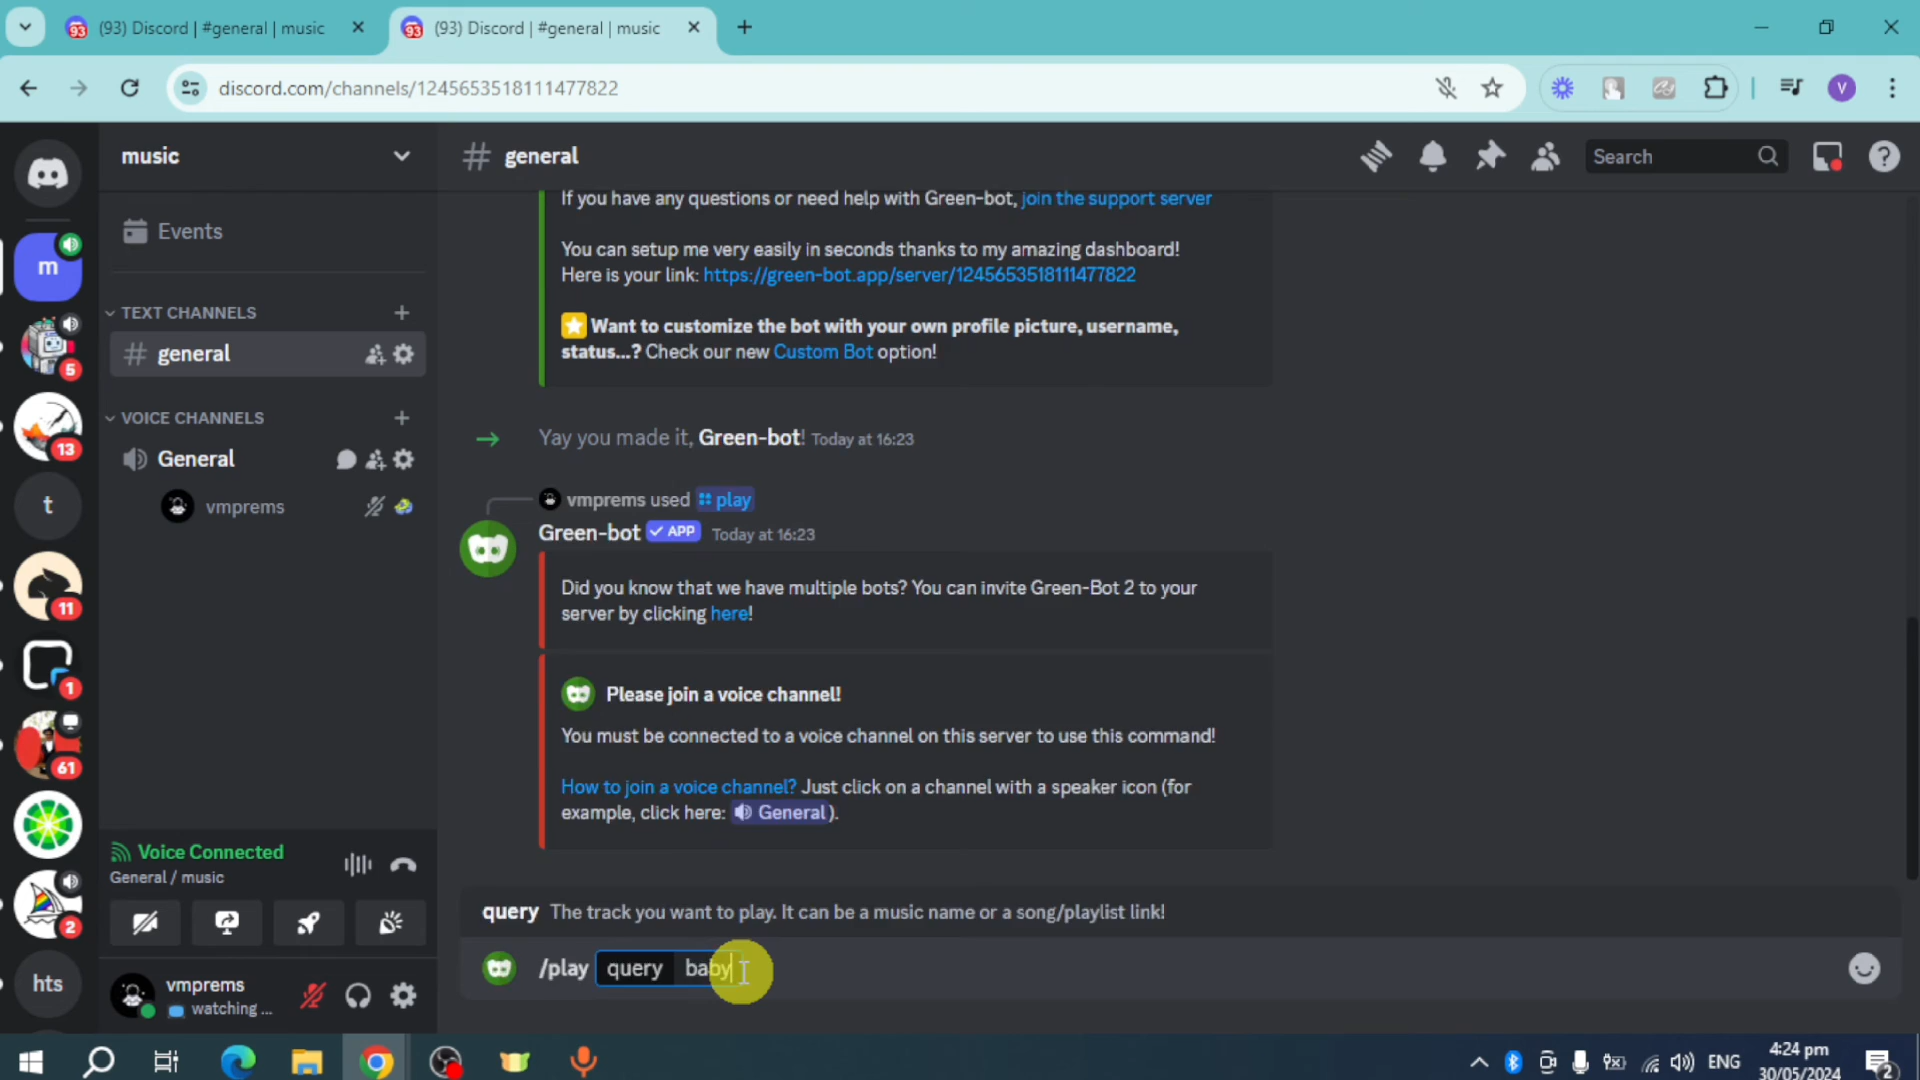 (93) Discord | #general | music
(93) Discord | #general | music
discord.com/channels/1245653518111477822
V
music
# general
Search
m
Events
TEXT CHANNELS
# general
VOICE CHANNELS
General
vmprems
5
13
t
11
1
61
2
hts
If you have any questions or need help with Green-bot, join the support server
You can setup me very easily in seconds thanks to my amazing dashboard!
Here is your link: https://green-bot.app/server/1245653518111477822
Want to customize the bot with your own profile picture, username,
status...? Check our new Custom Bot option!
Yay you made it, Green-bot! Today at 16:23
vmprems used play
Green-bot APP Today at 16:23
Did you know that we have multiple bots? You can invite Green-Bot 2 to your
server by clicking here!
Please join a voice channel!
You must be connected to a voice channel on this server to use this command!
How to join a voice channel? Just click on a channel with a speaker icon (for
example, click here: General).
Voice Connected
General / music
vmprems
watching ...
query The track you want to play. It can be a music name or a song/playlist link!
/play query baby
ENG
4:24 pm
30/05/2024
2